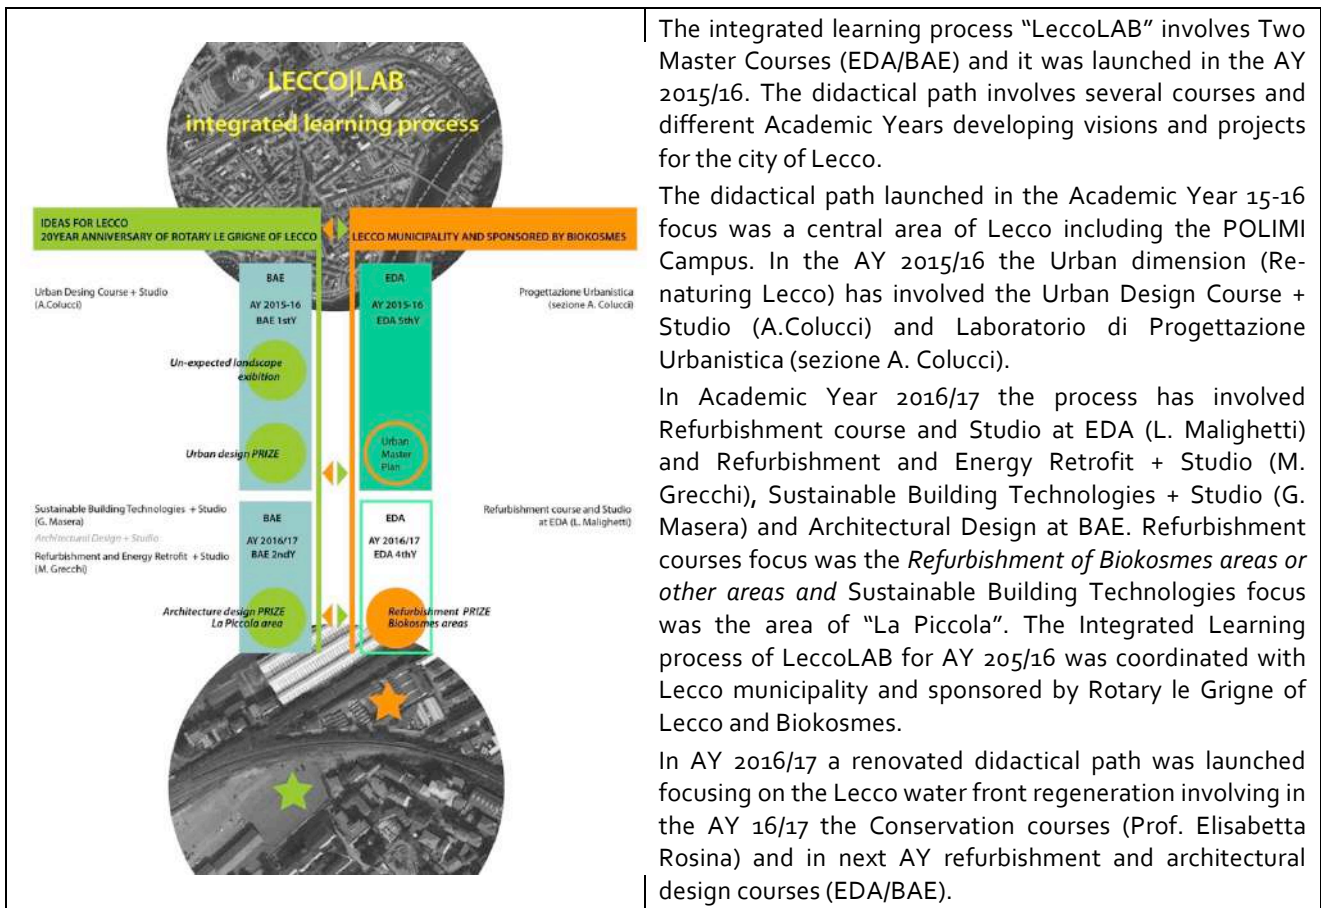 LECCO|LAB
integrated learning process
IDEAS FOR LECCO
20YEAR ANNIVERSARY OF ROTARY LE GRIGNE OF LECCO
LECCO MUNICIPALITY AND SPONSORED BY BIOKOSMES
Urban Desing Course + Studio
(A.Colucci)
BAE
AY 2015-16
BAE 1stY
EDA
AY 2015-16
EDA 5thY
Progettazione Urbanistica
(sezione A. Colucci)
Un-expected landscape
exibition
Urban design PRIZE
Urban
Master
Plan
Sustainable Building Technologies + Studio
(G. Masera)
Architectural Design + Studio
Refurbishment and Energy Retrofit + Studio
(M. Grecchi)
BAE
AY 2016/17
BAE 2ndY
EDA
AY 2016/17
EDA 4thY
Refurbishment course and Studio
at EDA (L. Malighetti)
Architecture design PRIZE
La Piccola area
Refurbishment PRIZE
Biokosmes areas
The integrated learning process “LeccoLAB” involves Two
Master Courses (EDA/BAE) and it was launched in the AY
2015/16. The didactical path involves several courses and
different Academic Years developing visions and projects
for the city of Lecco.
The didactical path launched in the Academic Year 15-16
focus was a central area of Lecco including the POLIMI
Campus. In the AY 2015/16 the Urban dimension (Re-
naturing Lecco) has involved the Urban Design Course +
Studio (A.Colucci) and Laboratorio di Progettazione
Urbanistica (sezione A. Colucci).
In Academic Year 2016/17 the process has involved
Refurbishment course and Studio at EDA (L. Malighetti)
and Refurbishment and Energy Retrofit + Studio (M.
Grecchi), Sustainable Building Technologies + Studio (G.
Masera) and Architectural Design at BAE. Refurbishment
courses focus was the Refurbishment of Biokosmes areas or
other areas and Sustainable Building Technologies focus
was the area of “La Piccola”. The Integrated Learning
process of LeccoLAB for AY 205/16 was coordinated with
Lecco municipality and sponsored by Rotary le Grigne of
Lecco and Biokosmes.
In AY 2016/17 a renovated didactical path was launched
focusing on the Lecco water front regeneration involving in
the AY 16/17 the Conservation courses (Prof. Elisabetta
Rosina) and in next AY refurbishment and architectural
design courses (EDA/BAE).